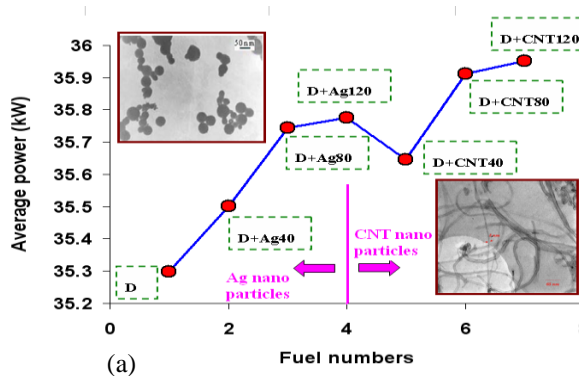 36
35.9
35.8
35.7
35.6
35.5
35.4
35.3
35.2
Average power (kW)
50 nm
D
D+Ag40
D+Ag80
D+Ag120
D+CNT40
D+CNT80
D+CNT120
Ag nano
particles
CNT nano
particles
0
2
4
6
Fuel numbers
(a)